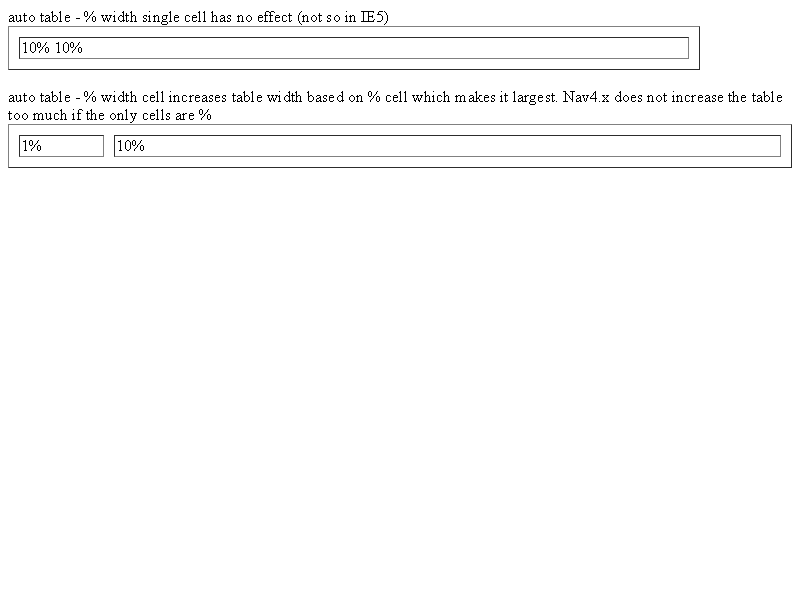 auto table - % width single cell has no effect (not so in IE5)
10% 10%
auto table - % width cell increases table width based on % cell which makes it largest. Nav4.x does not increase the table
too much if the only cells are %
1% 10%